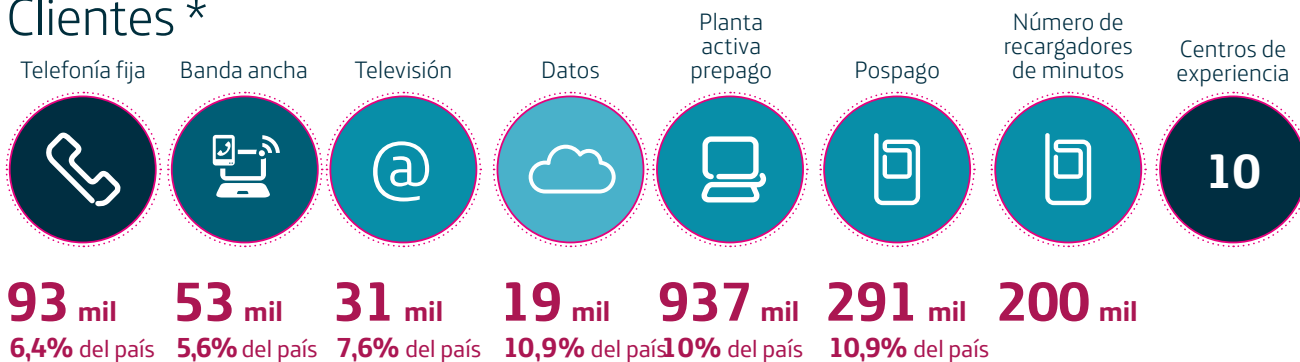 Clientes *
Telefonía fija
Banda ancha
Televisión
Datos
Planta
activa
prepago
Pospago
Número de
recargadores
de minutos
Centros de
experiencia
@
10
93 mil
53 mil
31 mil
19 mil
937 mil
291 mil
200 mil
6,4% del país
5,6% del país
7,6% del país
10,9% del país
10% del país
10,9% del país